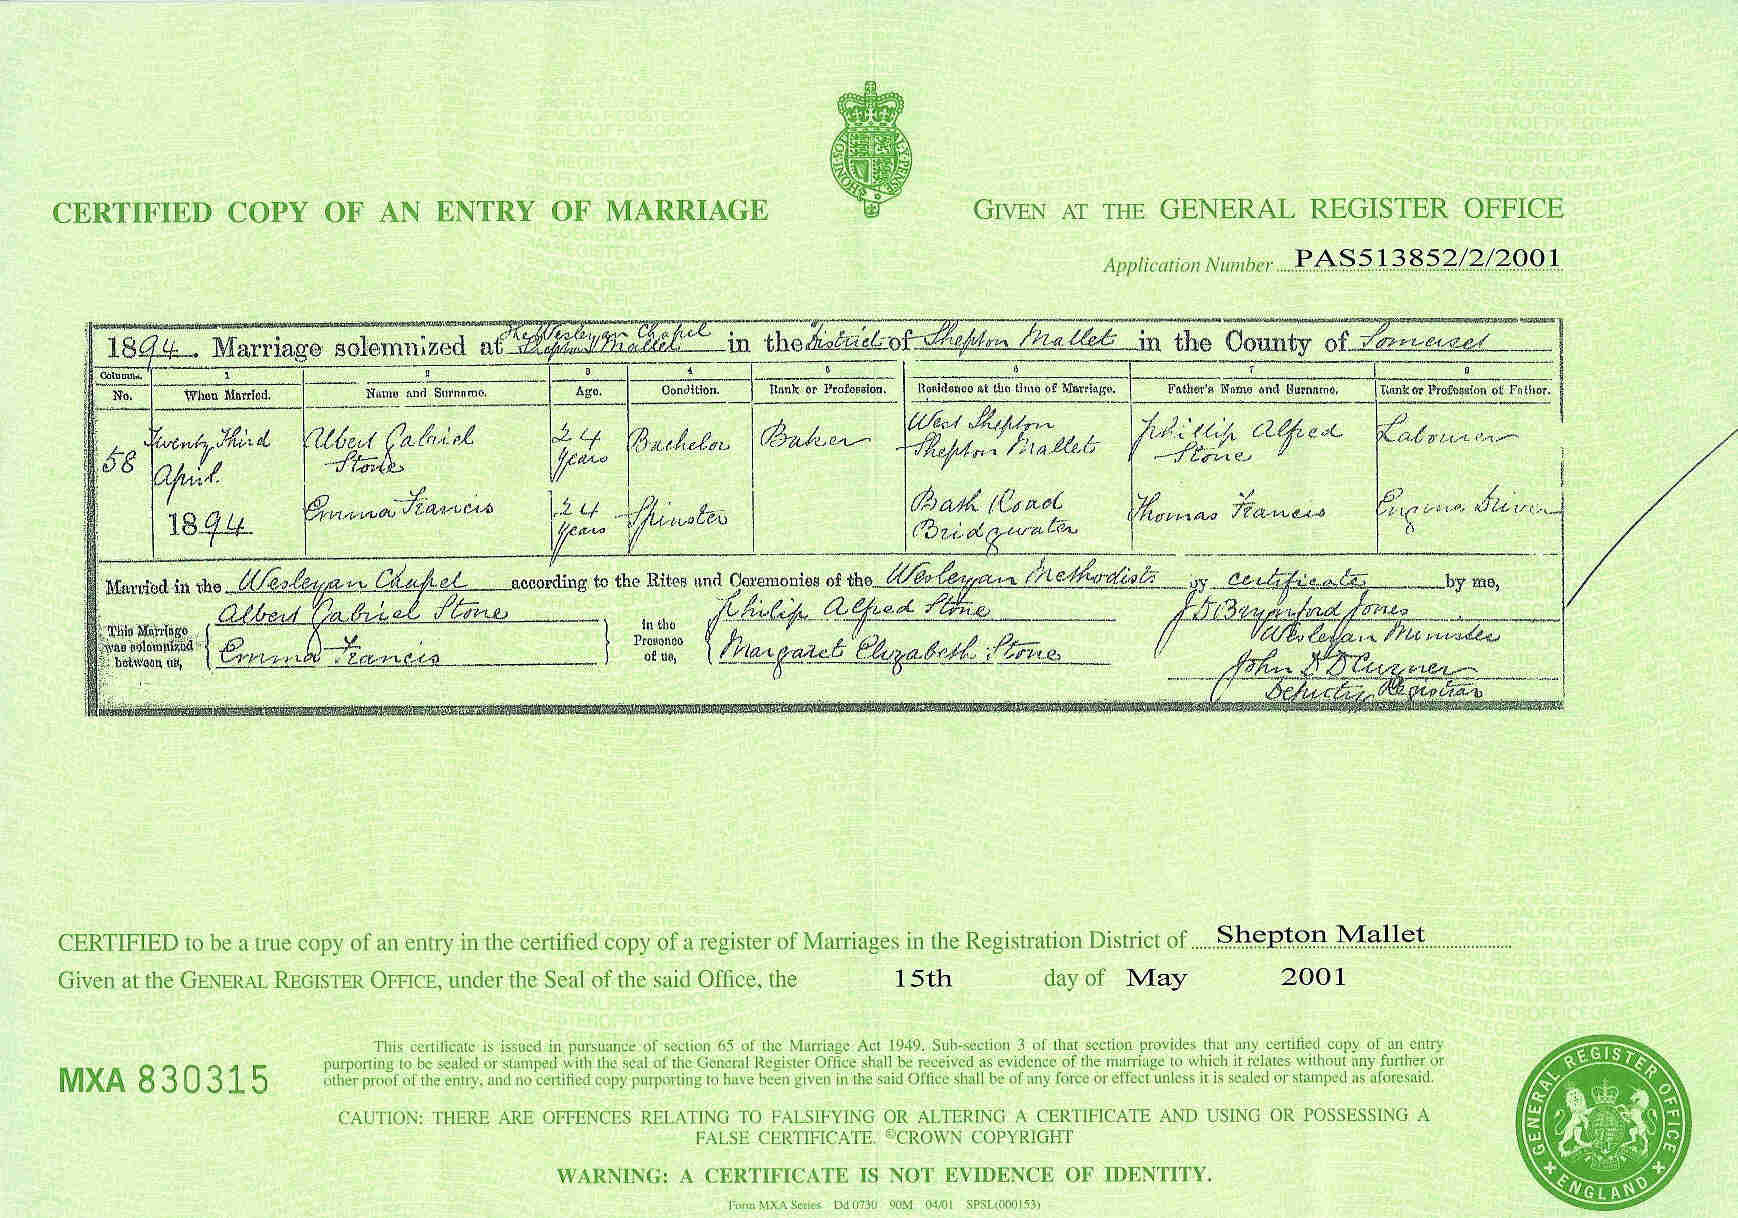 HONI·SOIT
·Y·PENSE
CERTIFIED COPY OF AN ENTRY OF MARRIAGE
GIVEN AT THE GENERAL REGISTER OFFICE
Application Number PAS513852/2/2001
1894. Marriage solemnized at The Wesleyan Chapel Shepton Mallet in the District of Shepton Mallet in the County of Somerset
Columns. 1 2 3 4 5 6 7 8
No. When Married. Name and Surname. Age. Condition. Rank or Profession. Residence at the time of Marriage. Father's Name and Surname. Rank or Profession of Father.
58 Twenty Third April 1894
Albert Gabriel Stone 24 years Bachelor Baker West Shepton Shepton Mallet Phillip Alfred Stone Labourer
Emma Francis 24 years Spinster Bath Road Bridgwater Thomas Francis Engine Driver
Married in the Wesleyan Chapel according to the Rites and Ceremonies of the Wesleyan Methodists by certificate by me,
This Marriage was solemnized between us,
Albert Gabriel Stone
Emma Francis
in the Presence of us,
Philip Alfred Stone
Margaret Elizabeth Stone
Jones
Wesleyan Minister
John D D Curzner
Deputy Registrar
CERTIFIED to be a true copy of an entry in the certified copy of a register of Marriages in the Registration District of Shepton Mallet
Given at the GENERAL REGISTER OFFICE, under the Seal of the said Office, the 15th day of May 2001
This certificate is issued in pursuance of section 65 of the Marriage Act 1949. Sub-section 3 of that section provides that any certified copy of an entry
purporting to be sealed or stamped with the seal of the General Register Office shall be received as evidence of the marriage to which it relates without any further or
other proof of the entry, and no certified copy purporting to have been given in the said Office shall be of any force or effect unless it is sealed or stamped as aforesaid.
MXA 830315
CAUTION: THERE ARE OFFENCES RELATING TO FALSIFYING OR ALTERING A CERTIFICATE AND USING OR POSSESSING A
FALSE CERTIFICATE. ©CROWN COPYRIGHT
WARNING: A CERTIFICATE IS NOT EVIDENCE OF IDENTITY.
Form MXA Series Dd 0730 90M 04/01 SPSL(000153)
GENERAL REGISTER OFFICE
ENGLAND